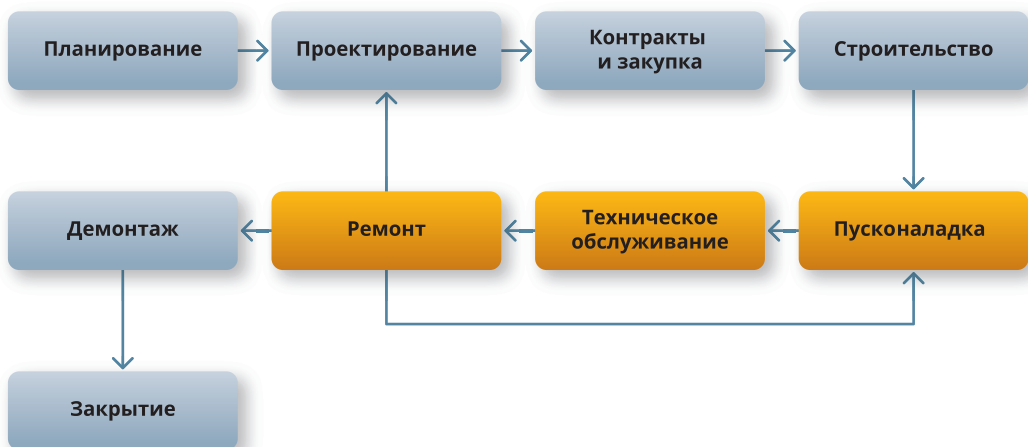 Планирование
Проектирование
Контракты
и закупка
Строительство
Демонтаж
Ремонт
Техническое
обслуживание
Пусконаладка
Закрытие